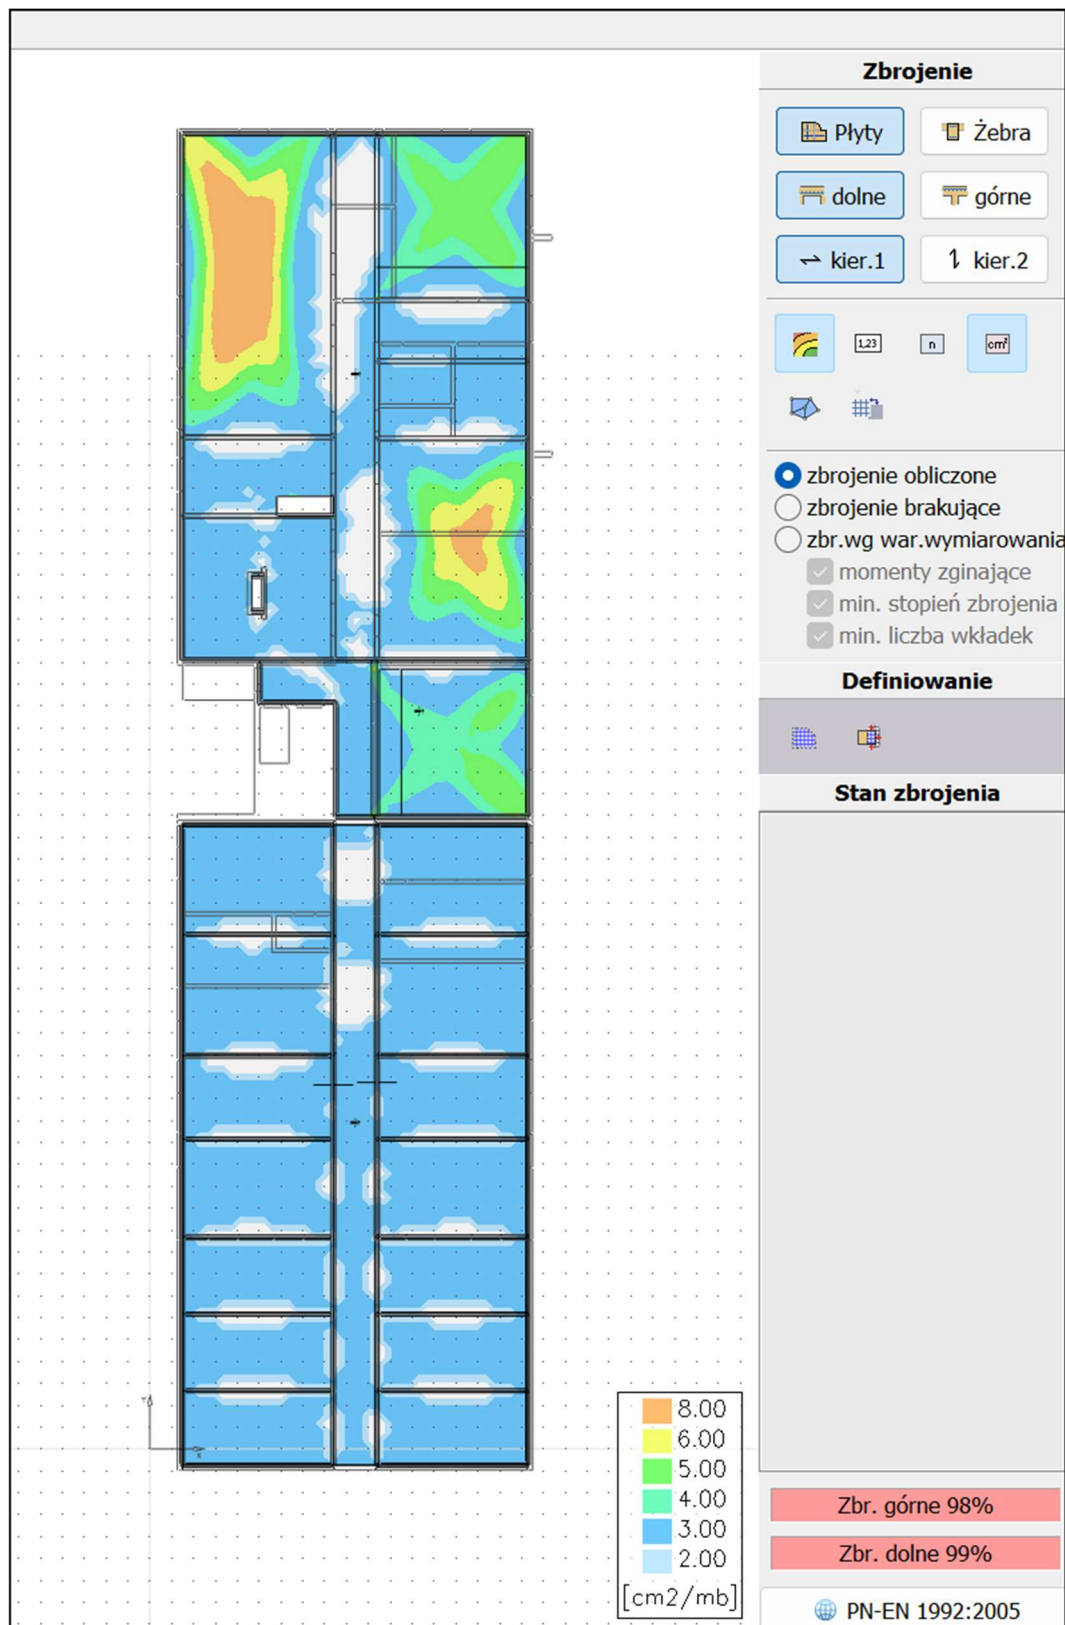 Zbrojenie
Płyty
Żebra
dolne
górne
kier.1
kier.2
1,23
n
cm²
zbrojenie obliczone
zbrojenie brakujące
zbr.wg war.wymiarowania
momenty zginające
min. stopień zbrojenia
min. liczba wkładek
Definiowanie
Stan zbrojenia
8.00
6.00
5.00
4.00
3.00
2.00
[cm2/mb]
Zbr. górne 98%
Zbr. dolne 99%
PN-EN 1992:2005